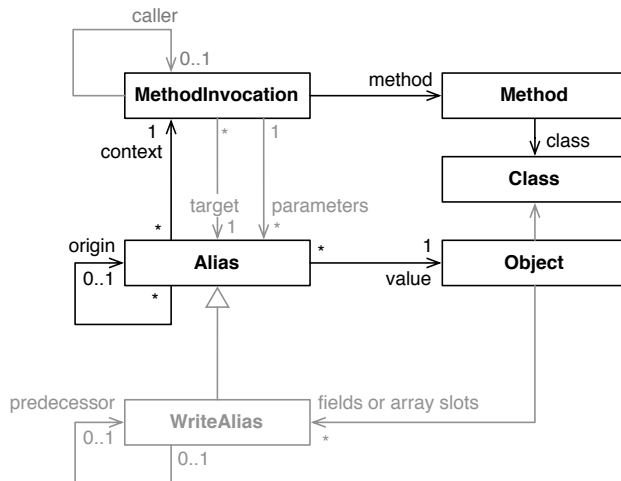 caller
0..1
MethodInvocation
method
Method
1
*
1
class
context
Class
target
parameters
*
1
*
origin
0..1
Alias
*
1
Object
*
value
predecessor
0..1
WriteAlias
fields or array slots
*
0..1